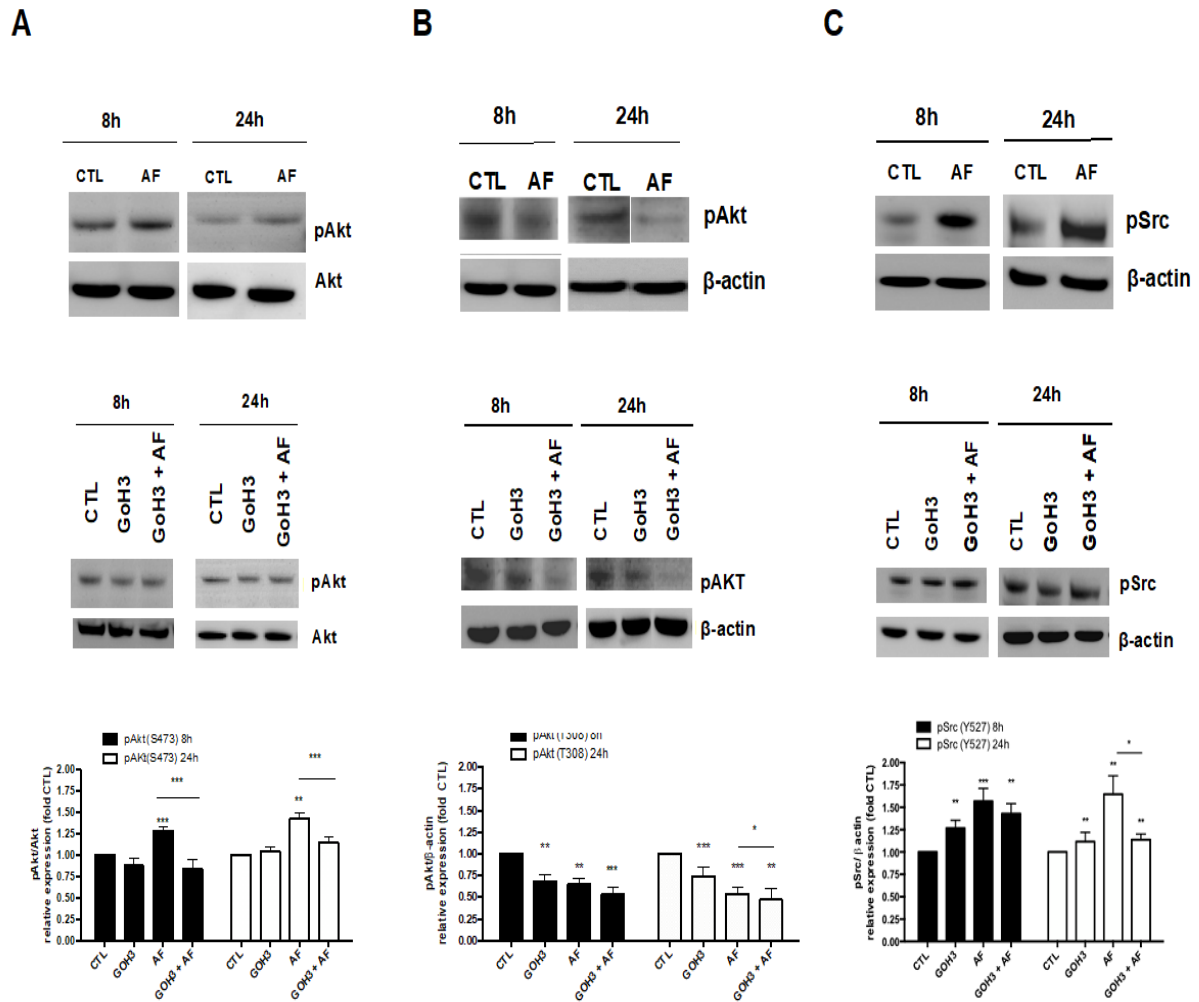 A
B
C
8h
24h
CTL
AF
CTL
AF
pAkt
Akt
8h
24h
CTL
AF
CTL
AF
pAkt
β-actin
8h
24h
CTL
AF
CTL
AF
pSrc
β-actin
8h
24h
CTL
GoH3
GoH3 + AF
CTL
GoH3
GoH3 + AF
pAkt
Akt
8h
24h
CTL
GoH3
GoH3 + AF
CTL
GoH3
GoH3 + AF
pAKT
β-actin
8h
24h
CTL
GoH3
GoH3 + AF
CTL
GoH3
GoH3 + AF
pSrc
β-actin
pAkt (S473) 8h
pAKt(S473) 24h
pAkt/Akt
relative expression (fold CTL)
2.00
1.75
1.50
1.25
1.00
0.75
0.50
0.25
0.00
***
***
***
**
CTL
GOH3
AF
GOH3 + AF
CTL
GOH3
AF
GOH3 + AF
pAkt (T308) 8h
pAkt (T308) 24h
pAkt/β-actin
relative expression (fold CTL)
2.00
1.75
1.50
1.25
1.00
0.75
0.50
0.25
0.00
**
**
***
***
***
**
*
CTL
GOH3
AF
GOH3 + AF
CTL
GOH3
AF
GOH3 + AF
pSrc (Y527) 8h
pSrc (Y527) 24h
pSrc/ β actin
relative expression (fold CTL)
2.00
1.75
1.50
1.25
1.00
0.75
0.50
0.25
0.00
**
***
**
**
**
**
*
CTL
GOH3
AF
GOH3 + AF
CTL
GOH3
AF
GOH3 + AF